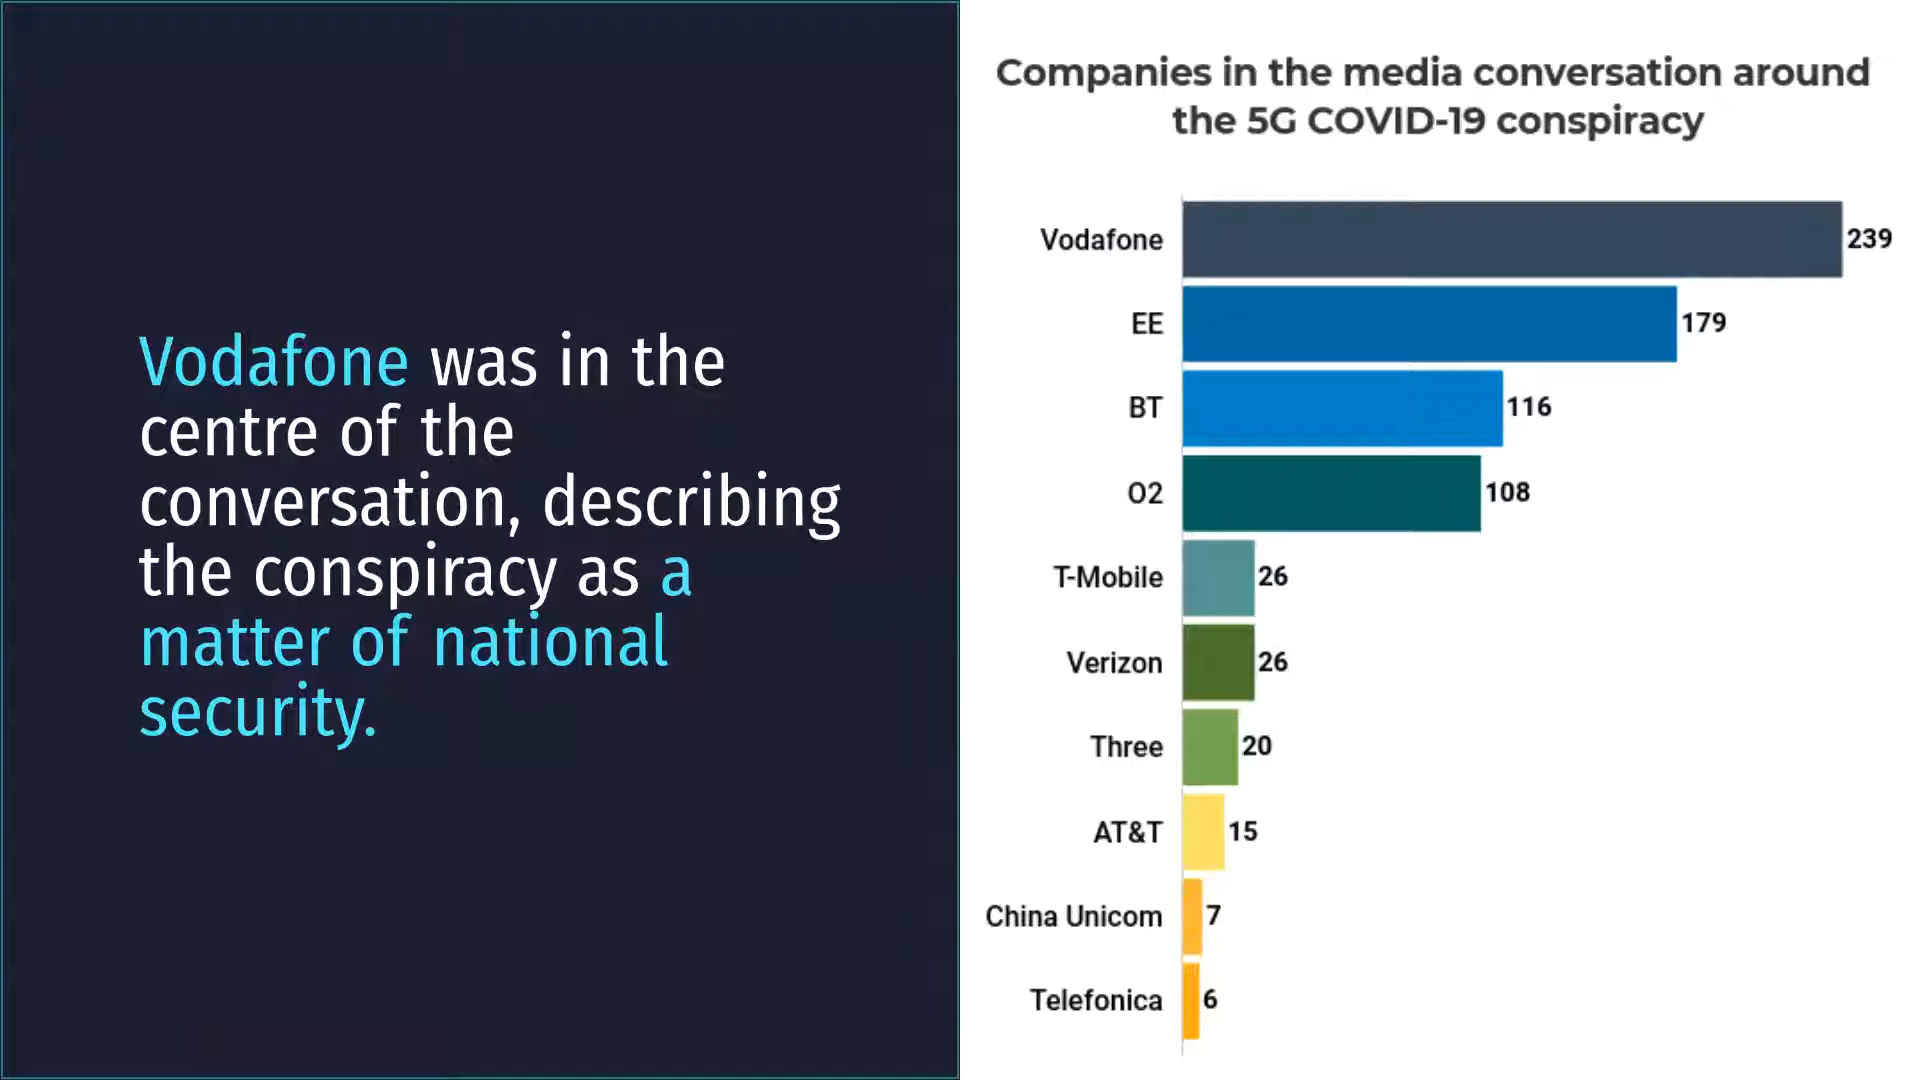 Vodafone was in the
centre of the
conversation, describing
the conspiracy as a
matter of national
security.
Companies in the media conversation around
the 5G COVID-19 conspiracy
Vodafone 239
EE 179
BT 116
O2 108
T-Mobile 26
Verizon 26
Three 20
AT&T 15
China Unicom 7
Telefonica 6